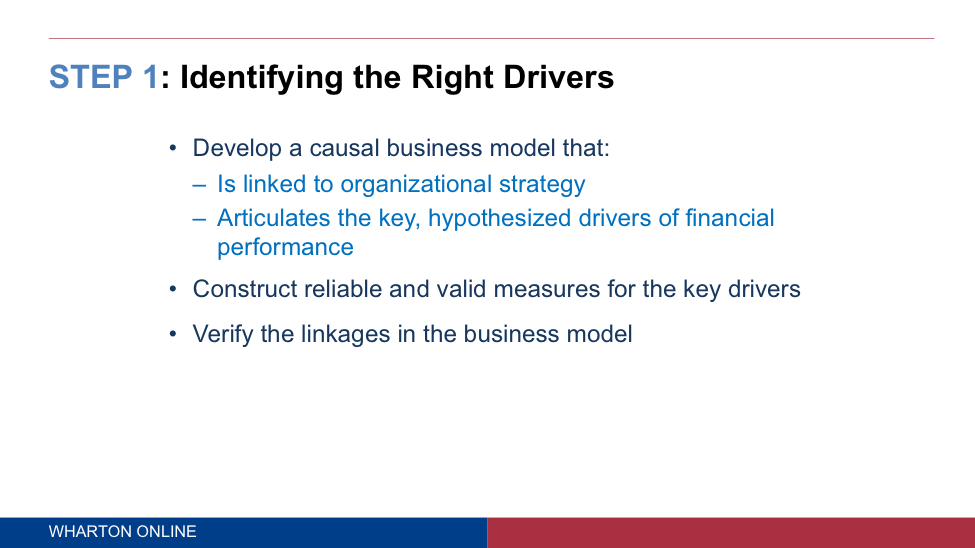 STEP 1: Identifying the Right Drivers
• Develop a causal business model that:
– Is linked to organizational strategy
– Articulates the key, hypothesized drivers of financial
performance
• Construct reliable and valid measures for the key drivers
• Verify the linkages in the business model
WHARTON ONLINE